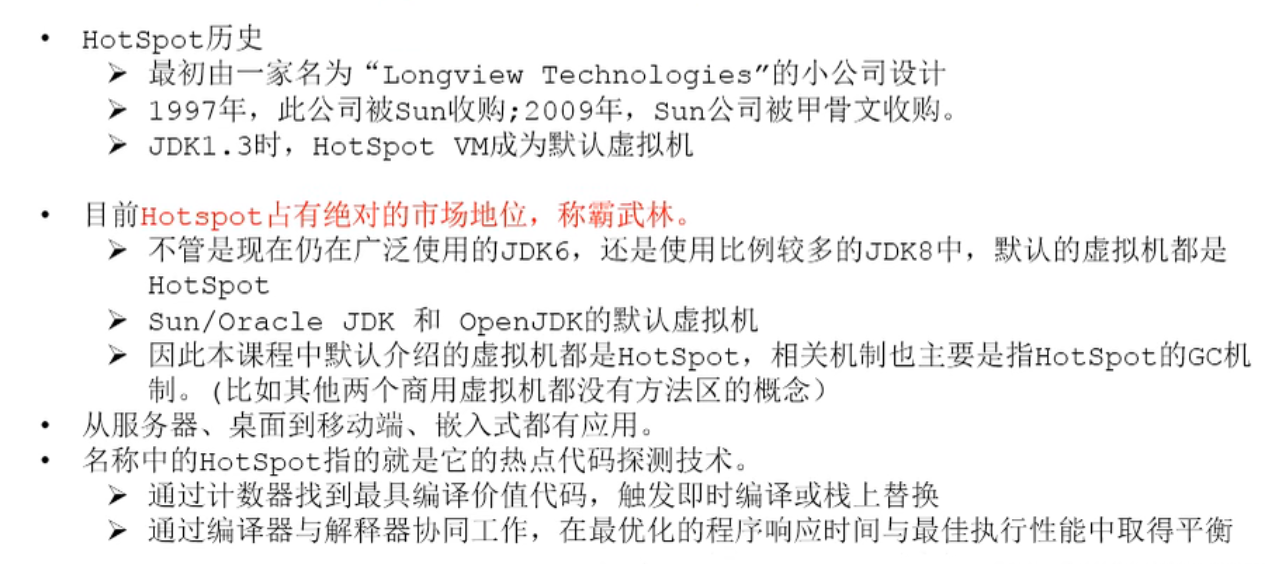 • HotSpot历史
➢ 最初由一家名为“Longview Technologies”的小公司设计
➢ 1997年，此公司被Sun收购;2009年，Sun公司被甲骨文收购。
➢ JDK1.3时，HotSpot VM成为默认虚拟机
• 目前Hotspot占有绝对的市场地位，称霸武林。
➢ 不管是现在仍在广泛使用的JDK6，还是使用比例较多的JDK8中，默认的虚拟机都是
HotSpot
➢ Sun/Oracle JDK 和 OpenJDK的默认虚拟机
➢ 因此本课程中默认介绍的虚拟机都是HotSpot，相关机制也主要是指HotSpot的GC机
制。(比如其他两个商用虚拟机都没有方法区的概念）
• 从服务器、桌面到移动端、嵌入式都有应用。
• 名称中的HotSpot指的就是它的热点代码探测技术。
➢ 通过计数器找到最具编译价值代码，触发即时编译或栈上替换
➢ 通过编译器与解释器协同工作，在最优化的程序响应时间与最佳执行性能中取得平衡